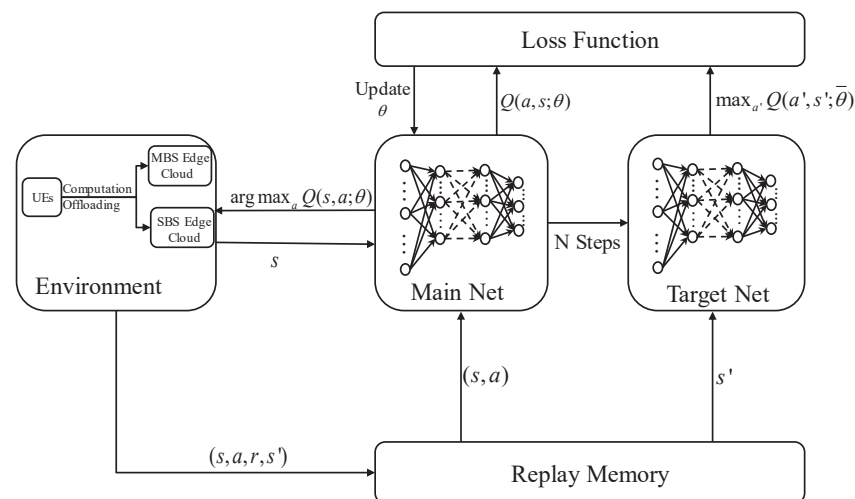 Loss Function
Update
θ
Q(a,s;θ)
max_{a'} Q(a',s';θ̅)
MBS Edge
Cloud
UEs
Computation
Offloading
SBS Edge
Cloud
Environment
arg max_a Q(s,a;θ)
s
Main Net
N Steps
Target Net
(s,a)
s'
(s,a,r,s')
Replay Memory